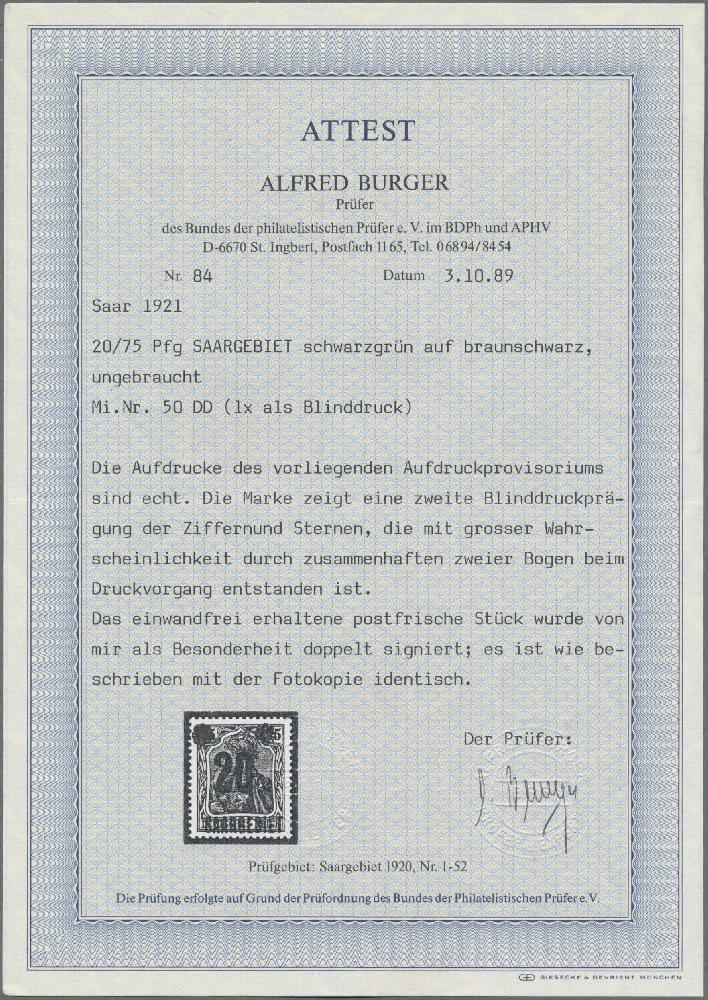 ATTEST
ALFRED BURGER
Prüfer
des Bundes der philatelistischen Prüfer e. V. im BDPh und APHV
D-6670 St. Ingbert, Postfach 1165, Tel. 06894/8454
Nr. 84 Datum 3.10.89
Saar 1921
20/75 Pfg SAARGEBIET schwarzgrün auf braunschwarz,
ungebraucht
Mi.Nr. 50 DD (1x als Blinddruck)
Die Aufdrucke des vorliegenden Aufdruckprovisoriums
sind echt. Die Marke zeigt eine zweite Blinddruckprä-
gung der Ziffernund Sternen, die mit grosser Wahr-
scheinlichkeit durch zusammenhaften zweier Bogen beim
Druckvorgang entstanden ist.
Das einwandfrei erhaltene postfrische Stück wurde von
mir als Besonderheit doppelt signiert; es ist wie be-
schrieben mit der Fotokopie identisch.
Der Prüfer:
20
Prüfgebiet: Saargebiet 1920, Nr. 1-52
Die Prüfung erfolgte auf Grund der Prüfordnung des Bundes der Philatelistischen Prüfer e. V.
GIESECKE & DEVRIENT MÜNCHEN